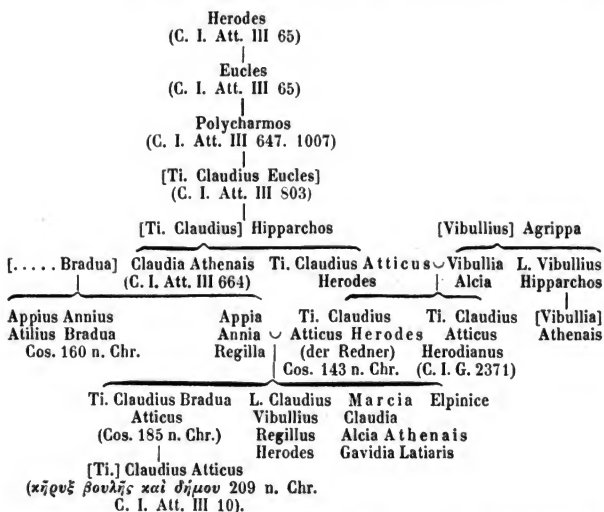 Herodes
(C. I. Att. III 65)
Eucles
(C. I. Att. III 65)
Polycharmos
(C. I. Att. III 647. 1007)
[Ti. Claudius Eucles]
(C. I. Att. III 803)
[Ti. Claudius] Hipparchos [Vibullius] Agrippa
[..... Bradua] Claudia Athenais Ti. Claudius Atticus ◡ Vibullia L. Vibullius
(C. I. Att. III 664) Herodes Alcia Hipparchos
Appius Annius Appia Ti. Claudius Ti. Claudius [Vibullia]
Atilius Bradua Annia ◡ Atticus Herodes Atticus Athenais
Cos. 160 n. Chr. Regilla (der Redner) Herodianus
Cos. 143 n. Chr. (C. I. G. 2371)
Ti. Claudius Bradua L. Claudius Marcia Elpinice
Atticus Vibullius Claudia
(Cos. 185 n. Chr.) Regillus Alcia Athenais
Herodes Gavidia Latiaris
[Ti.] Claudius Atticus
(κῆρυξ βουλῆς καὶ δήμου 209 n. Chr.
C. I. Att. III 10).